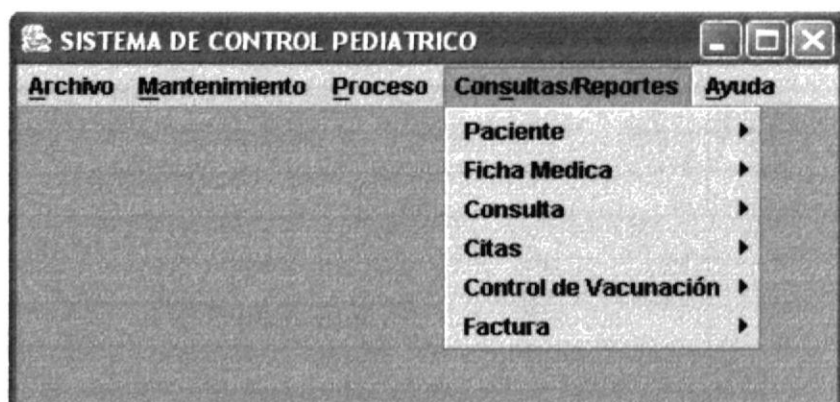 SISTEMA DE CONTROL PEDIATRICO
Archivo Mantenimiento Proceso Consultas/Reportes Ayuda
Paciente
Ficha Medica
Consulta
Citas
Control de Vacunación
Factura